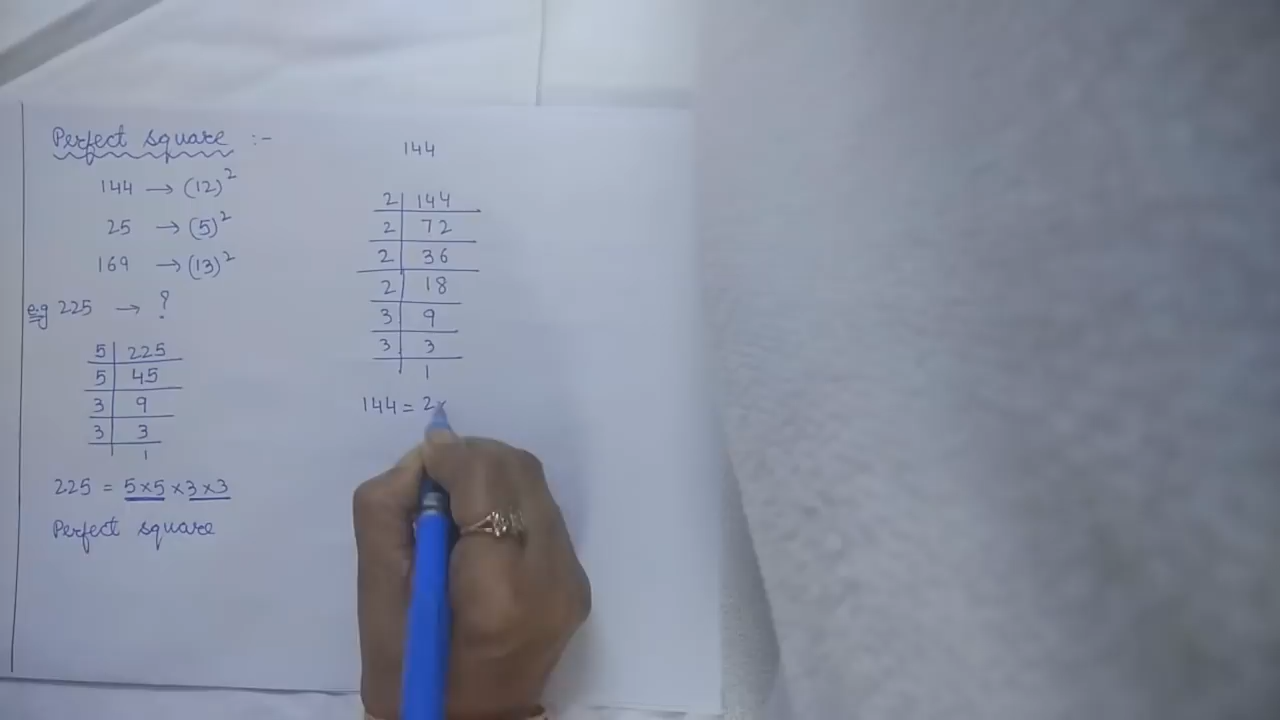 Perfect square :-
144 → (12)²
25 → (5)²
169 → (13)²
e.g 225 → ?
5 | 225
5 | 45
3 | 9
3 | 3
| 1
225 = 5×5 × 3×3
Perfect square
144
2 | 144
2 | 72
2 | 36
2 | 18
3 | 9
3 | 3
| 1
144 = 2×